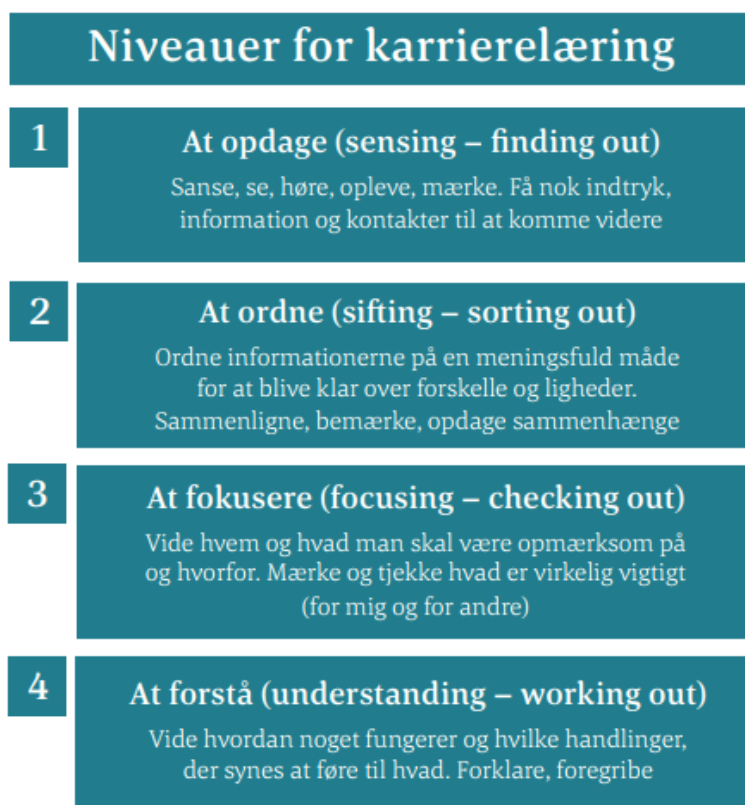 Niveauer for karrierelæring
1
At opdage (sensing – finding out)
Sanse, se, høre, opleve, mærke. Få nok indtryk,
information og kontakter til at komme videre
2
At ordne (sifting – sorting out)
Ordne informationerne på en meningsfuld måde
for at blive klar over forskelle og ligheder.
Sammenligne, bemærke, opdage sammenhænge
3
At fokusere (focusing – checking out)
Vide hvem og hvad man skal være opmærksom på
og hvorfor. Mærke og tjekke hvad er virkelig vigtigt
(for mig og for andre)
4
At forstå (understanding – working out)
Vide hvordan noget fungerer og hvilke handlinger,
der synes at føre til hvad. Forklare, foregribe